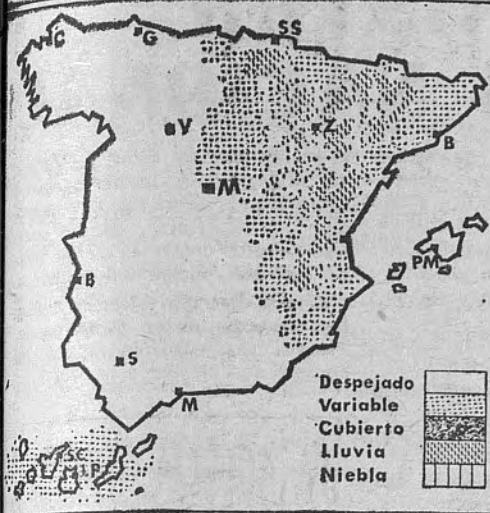 C G SS
V Z
B
M
PM
B
S
M
Despejado
Variable
Cubierto
Lluvia
Niebla
SC
LP